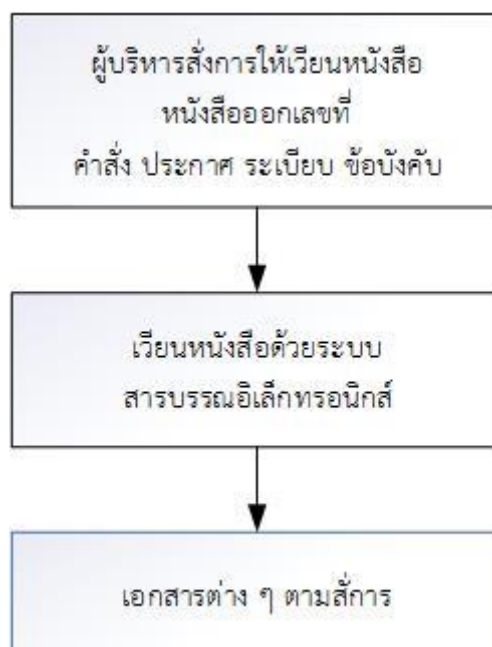 ผู้บริหารสั่งการให้เวียนหนังสือ
หนังสือออกเลขที่
คำสั่ง ประกาศ ระเบียบ ข้อบังคับ
เวียนหนังสือด้วยระบบ
สารบรรณอิเล็กทรอนิกส์
เอกสารต่าง ๆ ตามสั่การ